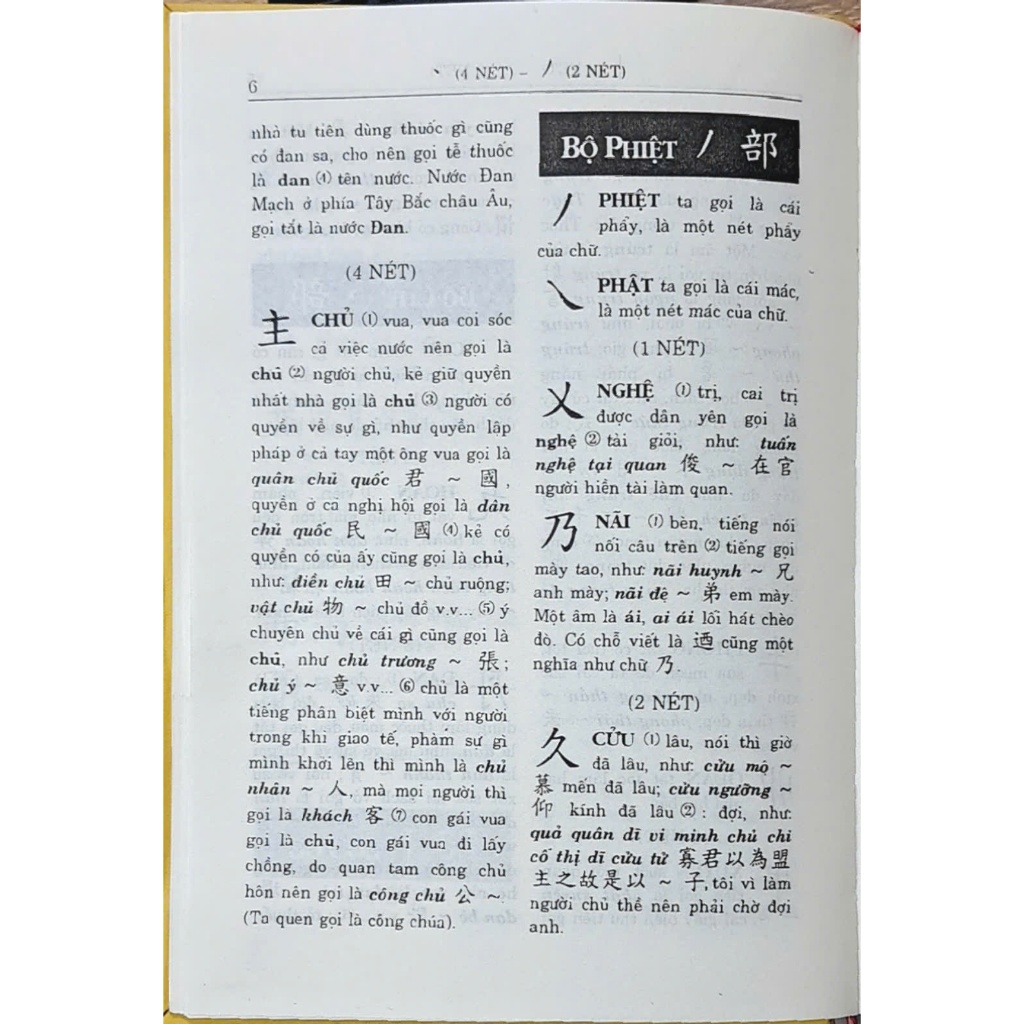 6
丶 (4 NÉT) – 丿 (2 NÉT)
nhà tu tiên dùng thuốc gì cũng
có đan sa, cho nên gọi tễ thuốc
là đan ⑷ tên nước. Nước Đan
Mạch ở phía Tây Bắc châu Âu,
gọi tắt là nước Đan.
(4 NÉT)
主 CHỦ ⑴ vua, vua coi sóc
cả việc nước nên gọi là
chủ ⑵ người chủ, kẻ giữ quyền
nhất nhà gọi là chủ ⑶ người có
quyền về sự gì, như quyền lập
pháp ở cả tay một ông vua gọi là
quân chủ quốc 君 ~ 國,
quyền ở cả nghị hội gọi là dân
chủ quốc 民 ~ 國 ⑷ kẻ có
quyền có của ấy cũng gọi là chủ,
như: điền chủ 田 ~ chủ ruộng;
vật chủ 物 ~ chủ đồ v.v... ⑸ ý
chuyên chủ về cái gì cũng gọi là
chủ, như chủ trương ~ 張;
chủ ý ~ 意 v.v... ⑹ chủ là một
tiếng phân biệt mình với người
trong khi giao tế, phàm sự gì
mình khởi lên thì mình là chủ
nhân ~ 人, mà mọi người thì
gọi là khách 客 ⑺ con gái vua
gọi là chủ, con gái vua đi lấy
chồng, do quan tam công chủ
hôn nên gọi là công chủ 公 ~.
(Ta quen gọi là công chúa).
BỘ PHIỆT 丿 部
丿 PHIỆT ta gọi là cái
phẩy, là một nét phẩy
của chữ.
乀 PHẬT ta gọi là cái mác,
là một nét mác của chữ.
(1 NÉT)
乂 NGHỆ ⑴ trị, cai trị
được dân yên gọi là
nghệ ⑵ tài giỏi, như: tuấn
nghệ tại quan 俊 ~ 在官
người hiền tài làm quan.
乃 NÃI ⑴ bèn, tiếng nói
nối câu trên ⑵ tiếng gọi
mày tao, như: nãi huynh ~ 兄
anh mày; nãi đệ ~ 弟 em mày.
Một âm là ái, ai ái lối hát chèo
đò. Có chỗ viết là 迺 cũng một
nghĩa như chữ 乃.
(2 NÉT)
久 CỬU ⑴ lâu, nói thì giờ
đã lâu, như: cửu mộ ~
慕 mến đã lâu; cửu ngưỡng ~
仰 kính đã lâu ⑵ : đợi, như:
quả quân dĩ vi minh chủ chi
cố thị dĩ cửu tử 寡君以為盟
主之故是以 ~ 子, tôi vì làm
người chủ thề nên phải chờ đợi
anh.